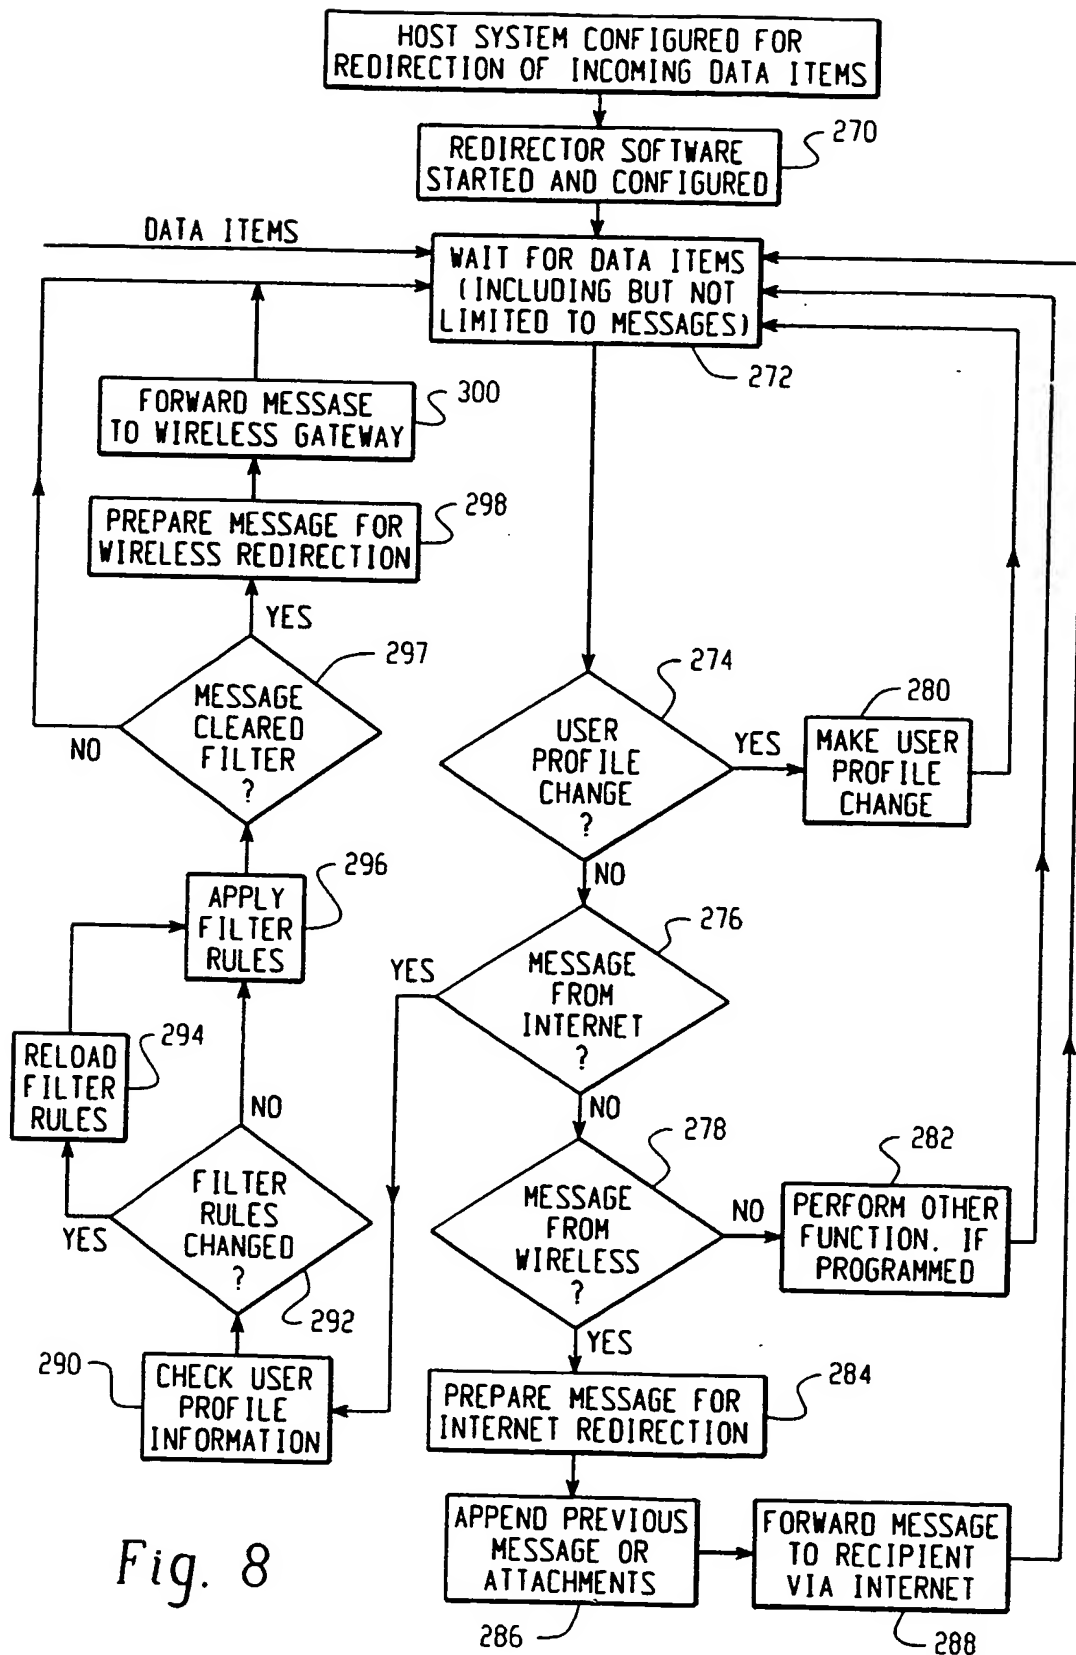 HOST SYSTEM CONFIGURED FOR
REDIRECTION OF INCOMING DATA ITEMS
270
REDIRECTOR SOFTWARE
STARTED AND CONFIGURED
DATA ITEMS
WAIT FOR DATA ITEMS
(INCLUDING BUT NOT
LIMITED TO MESSAGES)
272
300
FORWARD MESSASE
TO WIRELESS GATEWAY
298
PREPARE MESSAGE FOR
WIRELESS REDIRECTION
YES
297
MESSAGE
CLEARED
FILTER
?
NO
274
USER
PROFILE
CHANGE
?
YES
280
MAKE USER
PROFILE
CHANGE
NO
296
APPLY
FILTER
RULES
276
MESSAGE
FROM
INTERNET
?
YES
294
RELOAD
FILTER
RULES
NO
NO
278
MESSAGE
FROM
WIRELESS
?
NO
282
PERFORM OTHER
FUNCTION. IF
PROGRAMMED
FILTER
RULES
CHANGED
?
YES
292
YES
290
CHECK USER
PROFILE
INFORMATION
284
PREPARE MESSAGE FOR
INTERNET REDIRECTION
APPEND PREVIOUS
MESSAGE OR
ATTACHMENTS
286
FORWARD MESSAGE
TO RECIPIENT
VIA INTERNET
288
Fig. 8